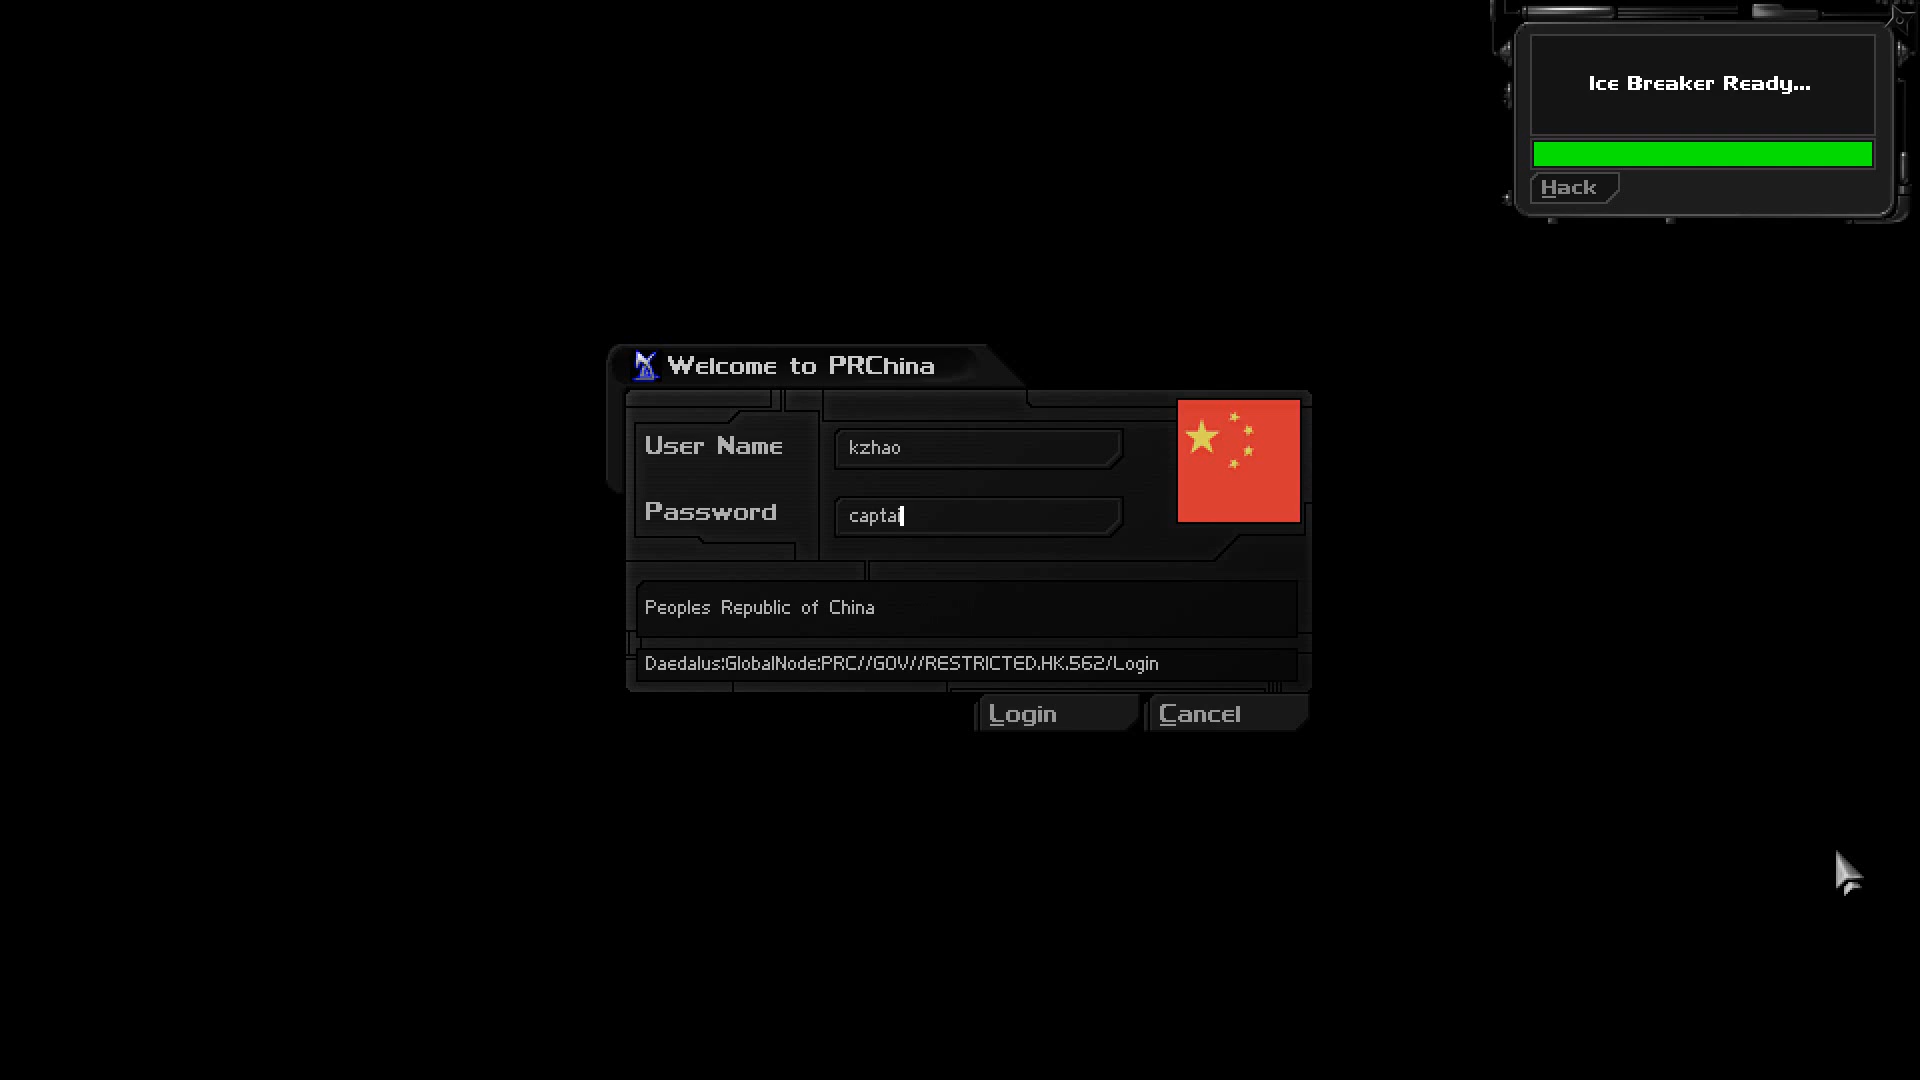 Ice Breaker Ready...
Hack
Welcome to PRChina
User Name
kzhao
Password
captai
Peoples Republic of China
Daedalus:GlobalNode:PRC//GOV//RESTRICTED.HK.562/Login
Login
Cancel